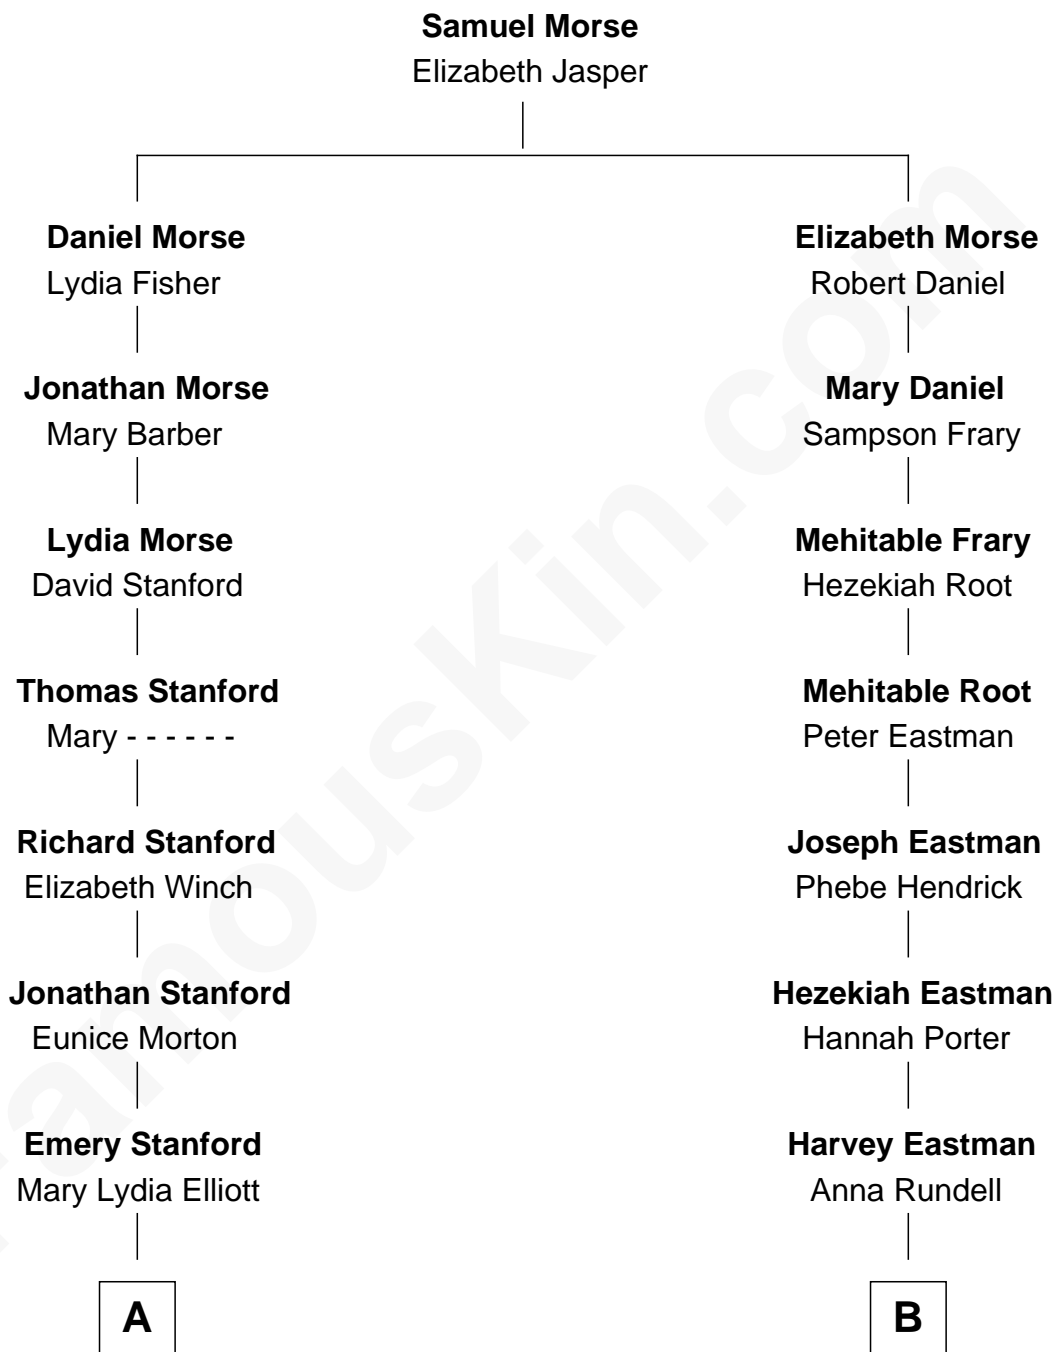 Samuel Morse
Elizabeth Jasper
Daniel Morse
Lydia Fisher
Elizabeth Morse
Robert Daniel
Jonathan Morse
Mary Barber
Mary Daniel
Sampson Frary
Lydia Morse
David Stanford
Mehitable Frary
Hezekiah Root
Thomas Stanford
Mary - - - - - -
Mehitable Root
Peter Eastman
Richard Stanford
Elizabeth Winch
Joseph Eastman
Phebe Hendrick
Jonathan Stanford
Eunice Morton
Hezekiah Eastman
Hannah Porter
Emery Stanford
Mary Lydia Elliott
Harvey Eastman
Anna Rundell
A
B
FamousKin.com